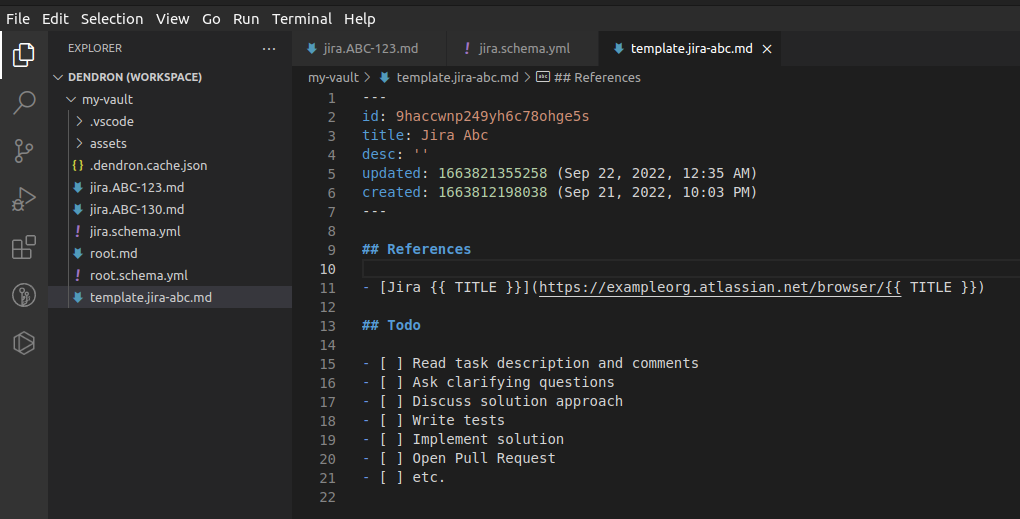 File Edit Selection View Go Run Terminal Help
EXPLORER ...
DENDRON (WORKSPACE)
my-vault
.vscode
assets
{} .dendron.cache.json
jira.ABC-123.md
jira.ABC-130.md
! jira.schema.yml
root.md
! root.schema.yml
template.jira-abc.md
jira.ABC-123.md ! jira.schema.yml template.jira-abc.md ×
my-vault > template.jira-abc.md > abc ## References
1 ---
2 id: 9haccwnp249yh6c78ohge5s
3 title: Jira Abc
4 desc: ''
5 updated: 1663821355258 (Sep 22, 2022, 12:35 AM)
6 created: 1663812198038 (Sep 21, 2022, 10:03 PM)
7 ---
8
9 ## References
10
11 - [Jira {{ TITLE }}](https://exampleorg.atlassian.net/browser/{{ TITLE }})
12
13 ## Todo
14
15 - [ ] Read task description and comments
16 - [ ] Ask clarifying questions
17 - [ ] Discuss solution approach
18 - [ ] Write tests
19 - [ ] Implement solution
20 - [ ] Open Pull Request
21 - [ ] etc.
22